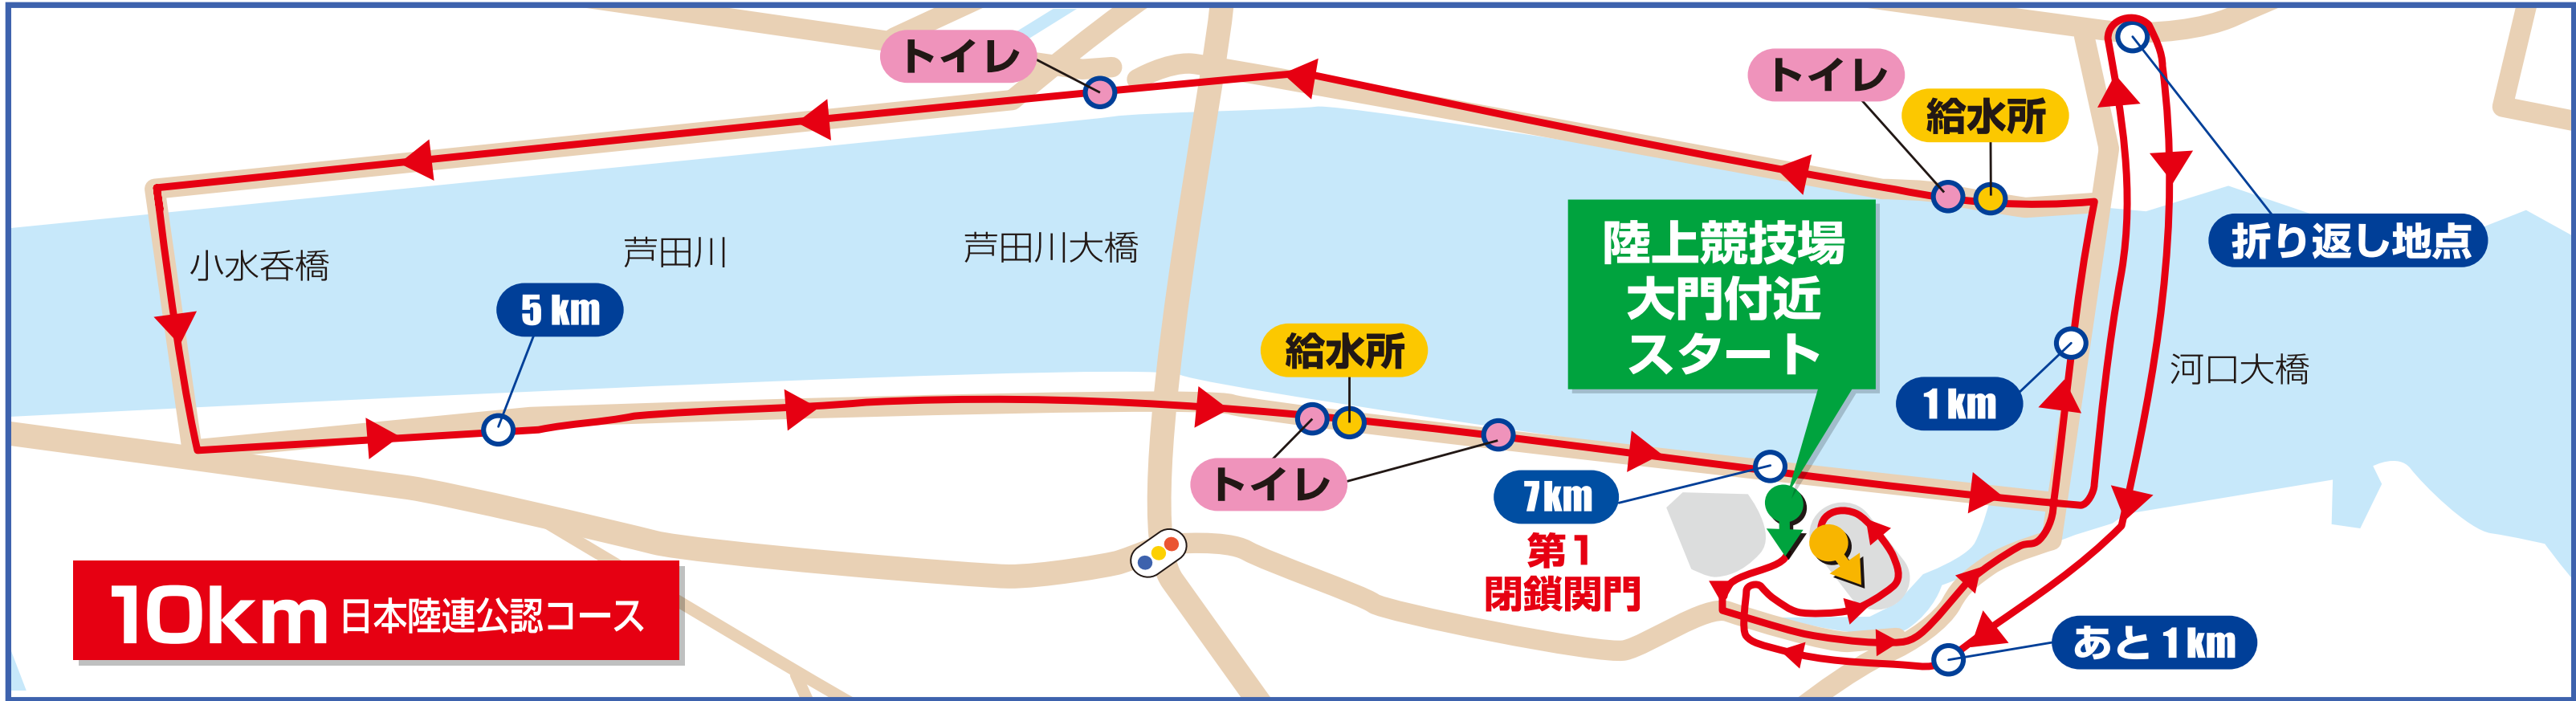 トイレ
トイレ
給水所
陸上競技場
大門付近
スタート
折り返し地点
小水呑橋
芦田川
芦田川大橋
5 km
給水所
1 km
河口大橋
トイレ
7km
第1
閉鎖関門
10km 日本陸連公認コース
あと1km